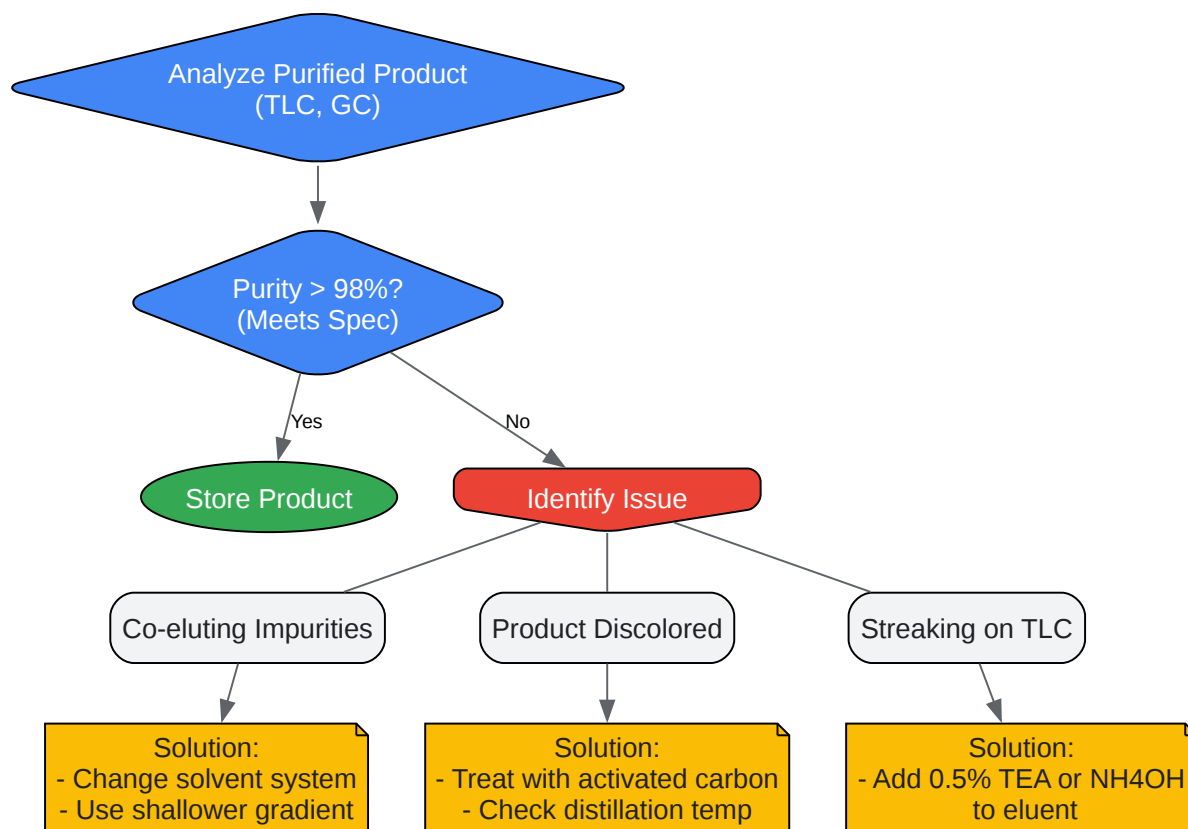 Analyze Purified Product
(TLC, GC)
Purity > 98%?
(Meets Spec)
Yes
No
Store Product
Identify Issue
Co-eluting Impurities
Product Discolored
Streaking on TLC
Solution:
- Change solvent system
- Use shallower gradient
Solution:
- Treat with activated carbon
- Check distillation temp
Solution:
- Add 0.5% TEA or NH4OH
to eluent